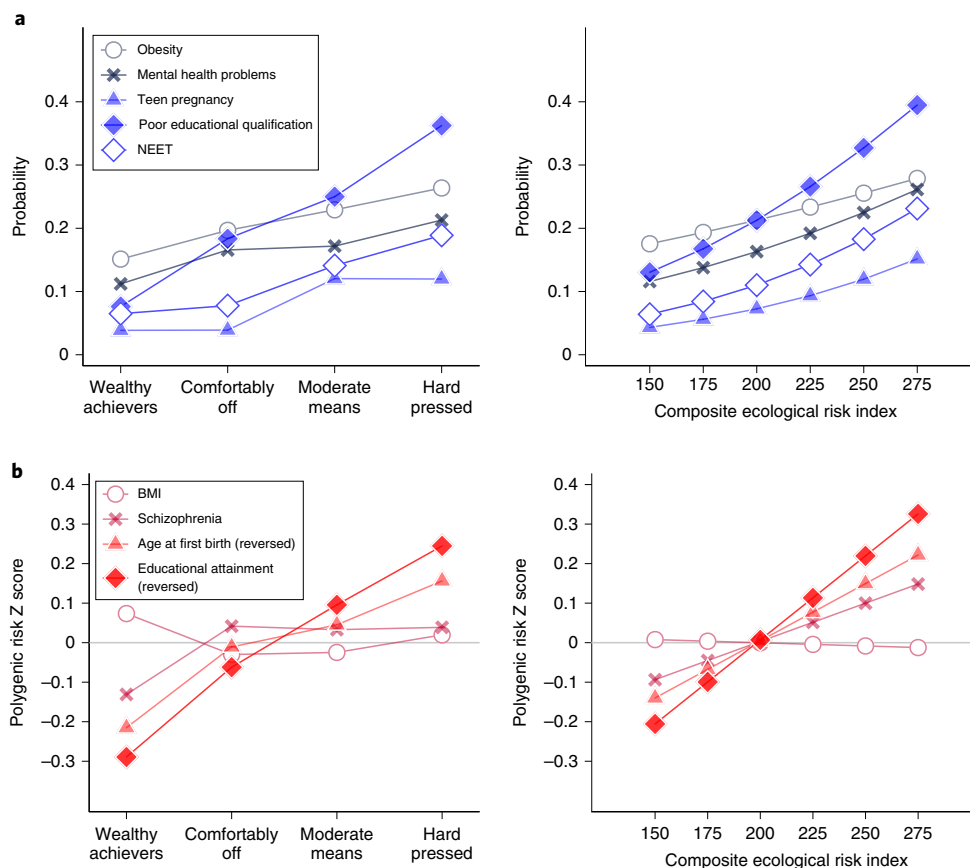 a
Obesity
Mental health problems
Teen pregnancy
Poor educational qualification
NEET
Probability
0.4
0.3
0.2
0.1
0
Wealthy
achievers
Comfortably
off
Moderate
means
Hard
pressed
Probability
0.4
0.3
0.2
0.1
0
150
175
200
225
250
275
Composite ecological risk index
b
BMI
Schizophrenia
Age at first birth (reversed)
Educational attainment
(reversed)
Polygenic risk Z score
0.4
0.3
0.2
0.1
0
–0.1
–0.2
–0.3
Wealthy
achievers
Comfortably
off
Moderate
means
Hard
pressed
Polygenic risk Z score
0.4
0.3
0.2
0.1
0
–0.1
–0.2
–0.3
150
175
200
225
250
275
Composite ecological risk index